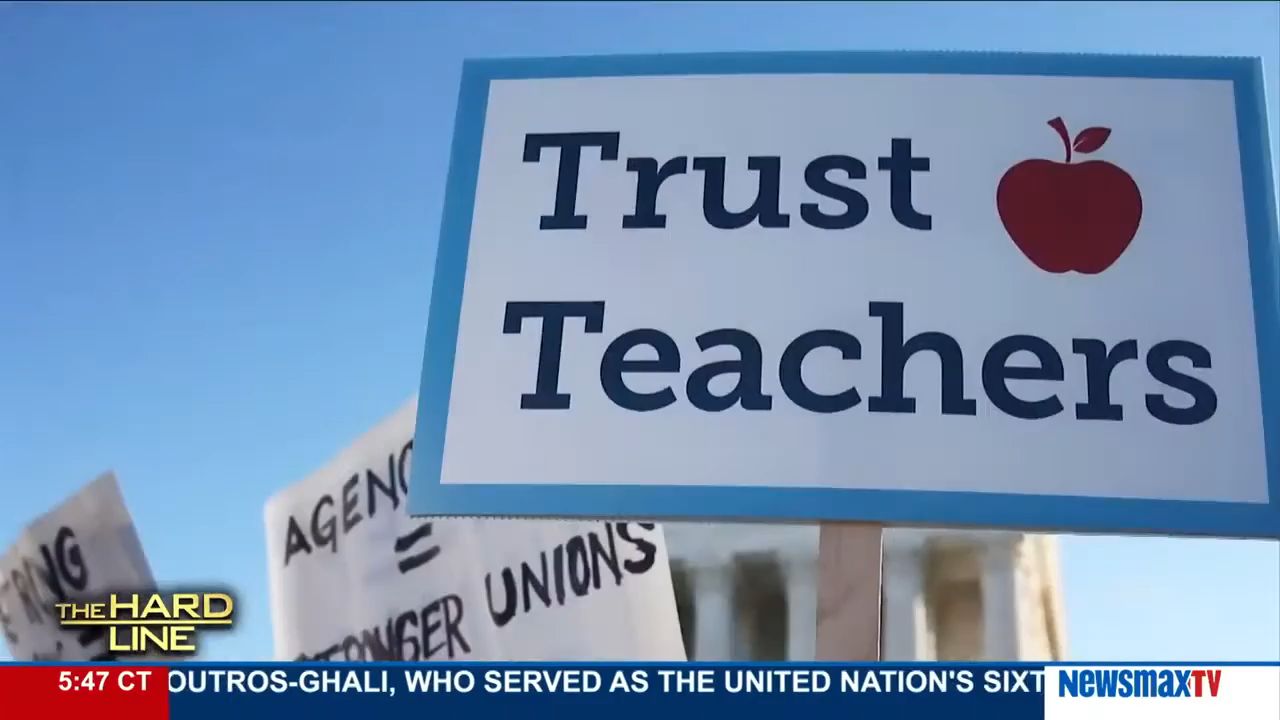 Trust
Teachers
=
UNIONS
THE HARD
LINE
5:47 CT
OUTROS-GHALI, WHO SERVED AS THE UNITED NATION'S SIXT
NEWSMAXTV